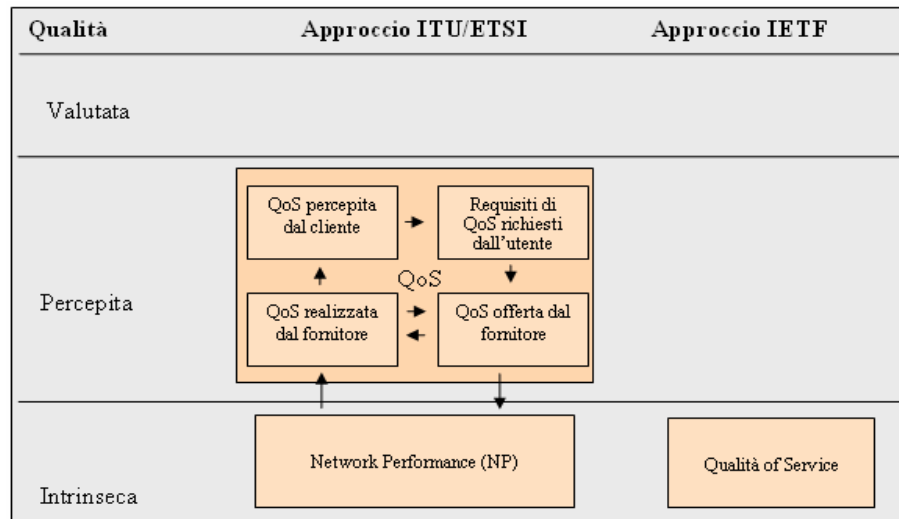 Qualità
Approccio ITU/ETSI
Approccio IETF
Valutata
Percepita
QoS percepita
dal cliente
Requisiti di
QoS richiesti
dall'utente
QoS
QoS realizzata
dal fornitore
QoS offerta dal
fornitore
Intrinseca
Network Performance (NP)
Qualità of Service